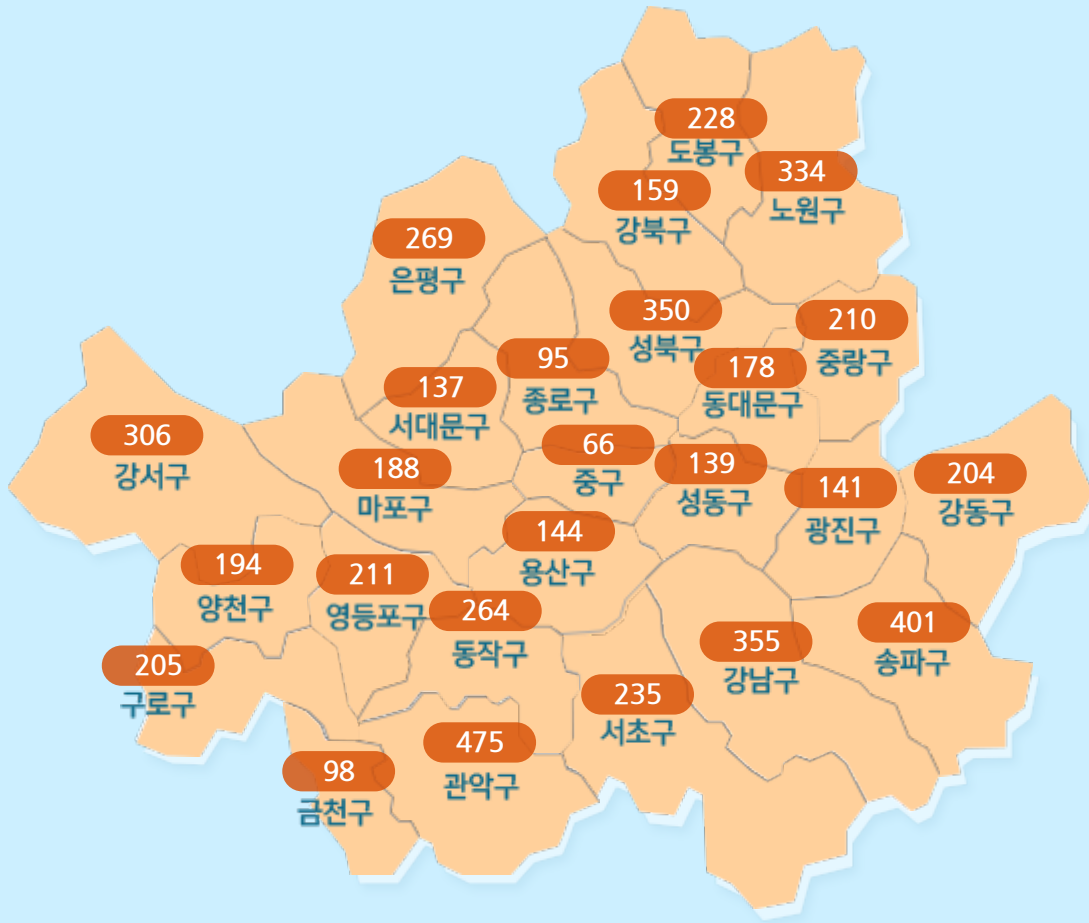 228
도봉구
334
노원구
159
강북구
269
은평구
350
성북구
210
중랑구
95
종로구
178
동대문구
137
서대문구
306
강서구
66
중구
188
마포구
139
성동구
141
광진구
204
강동구
144
용산구
194
양천구
211
영등포구
264
동작구
401
송파구
355
강남구
205
구로구
235
서초구
475
관악구
98
금천구